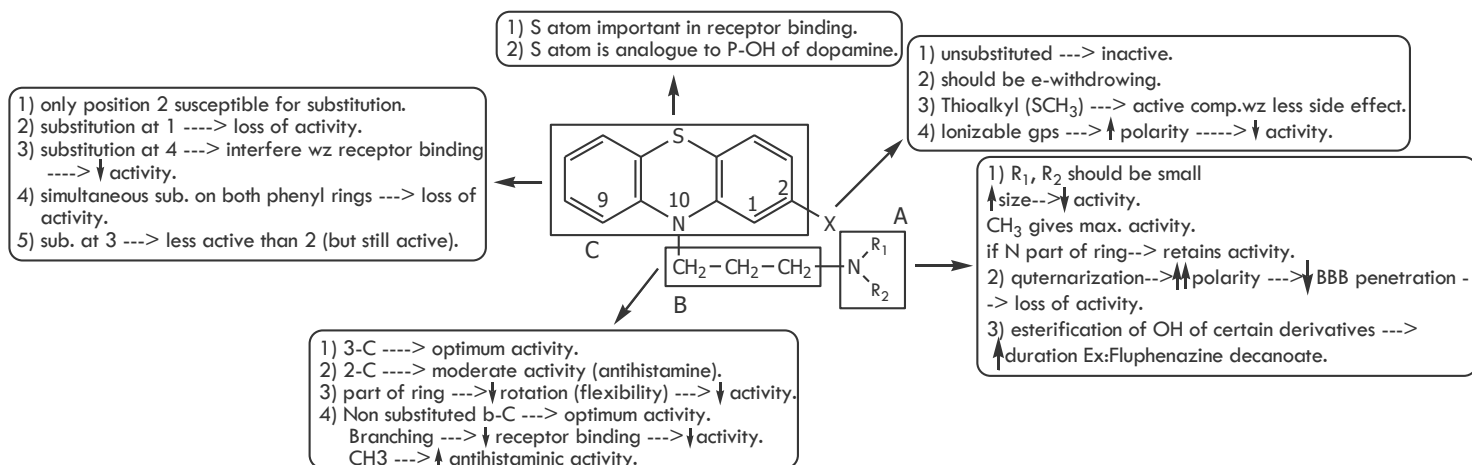 1) S atom important in receptor binding.
2) S atom is analogue to P-OH of dopamine.
1) unsubstituted ---> inactive.
2) should be e-withdrowing.
3) Thioalkyl (SCH3) ---> active comp.wz less side effect.
4) Ionizable gps ---> ↑ polarity -----> ↓ activity.
1) only position 2 susceptible for substitution.
2) substitution at 1 ----> loss of activity.
3) substitution at 4 ---> interfere wz receptor binding
----> ↓ activity.
4) simultaneous sub. on both phenyl rings ---> loss of
activity.
5) sub. at 3 ---> less active than 2 (but still active).
S
9 10 1 2
N
X
A
C
CH2—CH2—CH2—N
R1
R2
B
1) R1, R2 should be small
↑size-->↓ activity.
CH3 gives max. activity.
if N part of ring--> retains activity.
2) quternarization-->↑↑polarity --->↓BBB penetration -
--> loss of activity.
3) esterification of OH of certain derivatives --->
↑duration Ex:Fluphenazine decanoate.
1) 3-C ----> optimum activity.
2) 2-C ----> moderate activity (antihistamine).
3) part of ring --->↓rotation (flexibility) --->↓ activity.
4) Non substituted b-C ---> optimum activity.
Branching --->↓ receptor binding --->↓activity.
CH3 --->↑ antihistaminic activity.